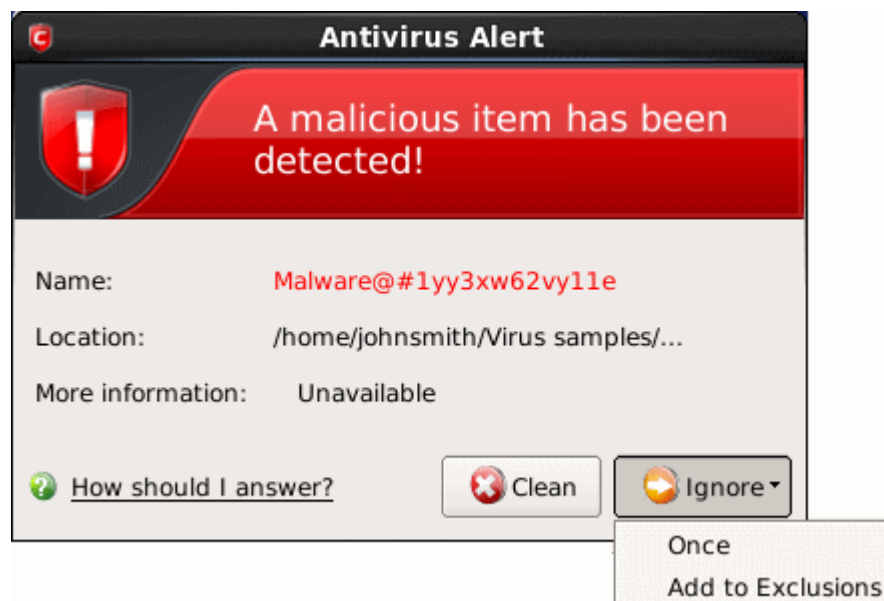 Antivirus Alert
A malicious item has been
detected!
Name: Malware@#1yy3xw62vy11e
Location: /home/johnsmith/Virus samples/...
More information: Unavailable
How should I answer? Clean Ignore
Once
Add to Exclusions